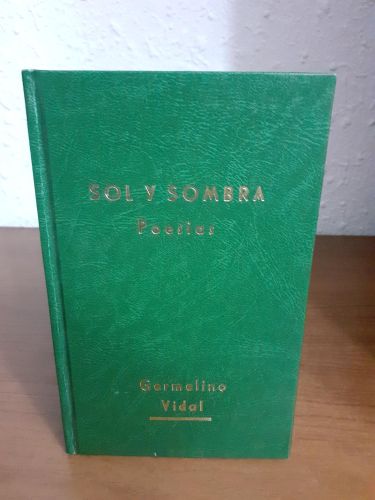 SOL Y SOMBRA
Poesías
Germelino
Vidal